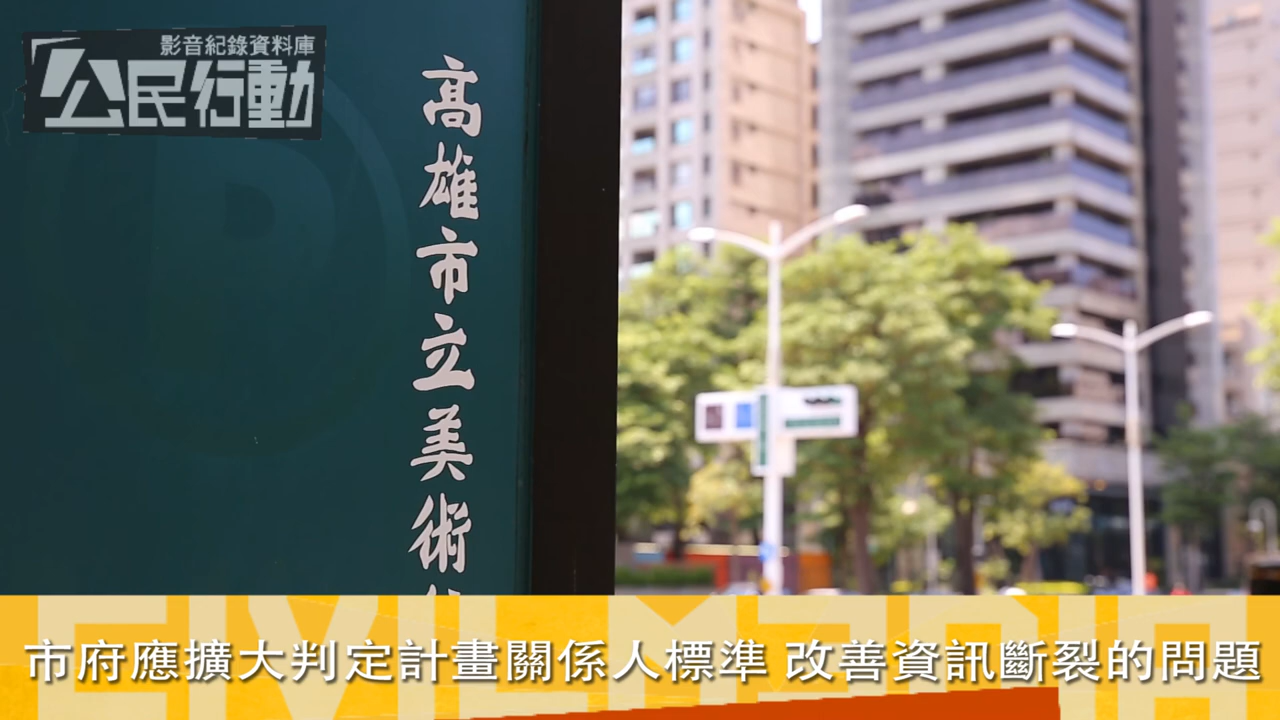 影音紀錄資料庫
公民行動
高雄市立美術
CIVILMEDIA
市府應擴大判定計畫關係人標準 改善資訊斷裂的問題